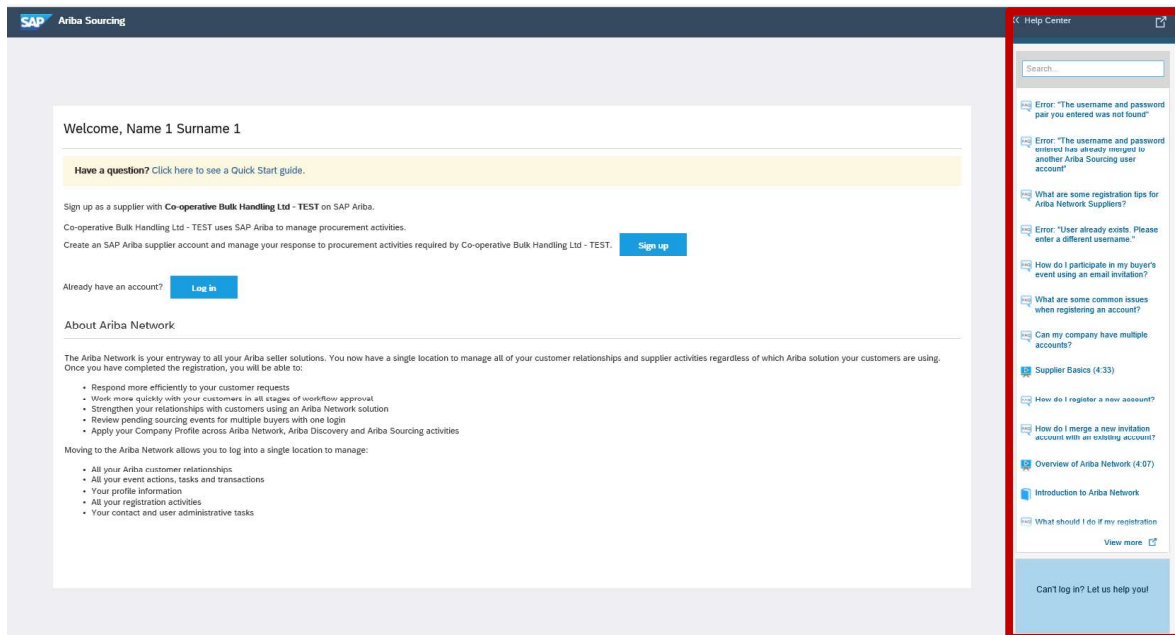 SAP Ariba Sourcing
Welcome, Name 1 Surname 1
Have a question? Click here to see a Quick Start guide.
Sign up as a supplier with Co-operative Bulk Handling Ltd - TEST on SAP Ariba.
Co-operative Bulk Handling Ltd - TEST uses SAP Ariba to manage procurement activities.
Create an SAP Ariba supplier account and manage your response to procurement activities required by Co-operative Bulk Handling Ltd - TEST. Sign up
Already have an account? Log in
About Ariba Network
The Ariba Network is your entryway to all your Ariba seller solutions. You now have a single location to manage all of your customer relationships and supplier activities regardless of which Ariba solution your customers are using.
Once you have completed the registration, you will be able to:
• Respond more efficiently to your customer requests
• Work more quickly with your customers in all stages of workflow approval
• Strengthen your relationships with customers using an Ariba Network solution
• Review pending sourcing events for multiple buyers with one login
• Apply your Company Profile across Ariba Network, Ariba Discovery and Ariba Sourcing activities
Moving to the Ariba Network allows you to log into a single location to manage:
• All your Ariba customer relationships
• All your event actions, tasks and transactions
• Your profile information
• All your registration activities
• Your contact and user administrative tasks
Help Center
Search...
FAQ Error: "The username and password
pair you entered was not found"
FAQ Error: "The username and password
entered has already merged to
another Ariba Sourcing user
account"
FAQ What are some registration tips for
Ariba Network Suppliers?
FAQ Error: "User already exists. Please
enter a different username."
FAQ How do I participate in my buyer's
event using an email invitation?
FAQ What are some common issues
when registering an account?
FAQ Can my company have multiple
accounts?
Supplier Basics (4:33)
FAQ How do I register a new account?
FAQ How do I merge a new invitation
account with an existing account?
Overview of Ariba Network (4:07)
Introduction to Ariba Network
FAQ What should I do if my registration
View more
Can't log in? Let us help you!